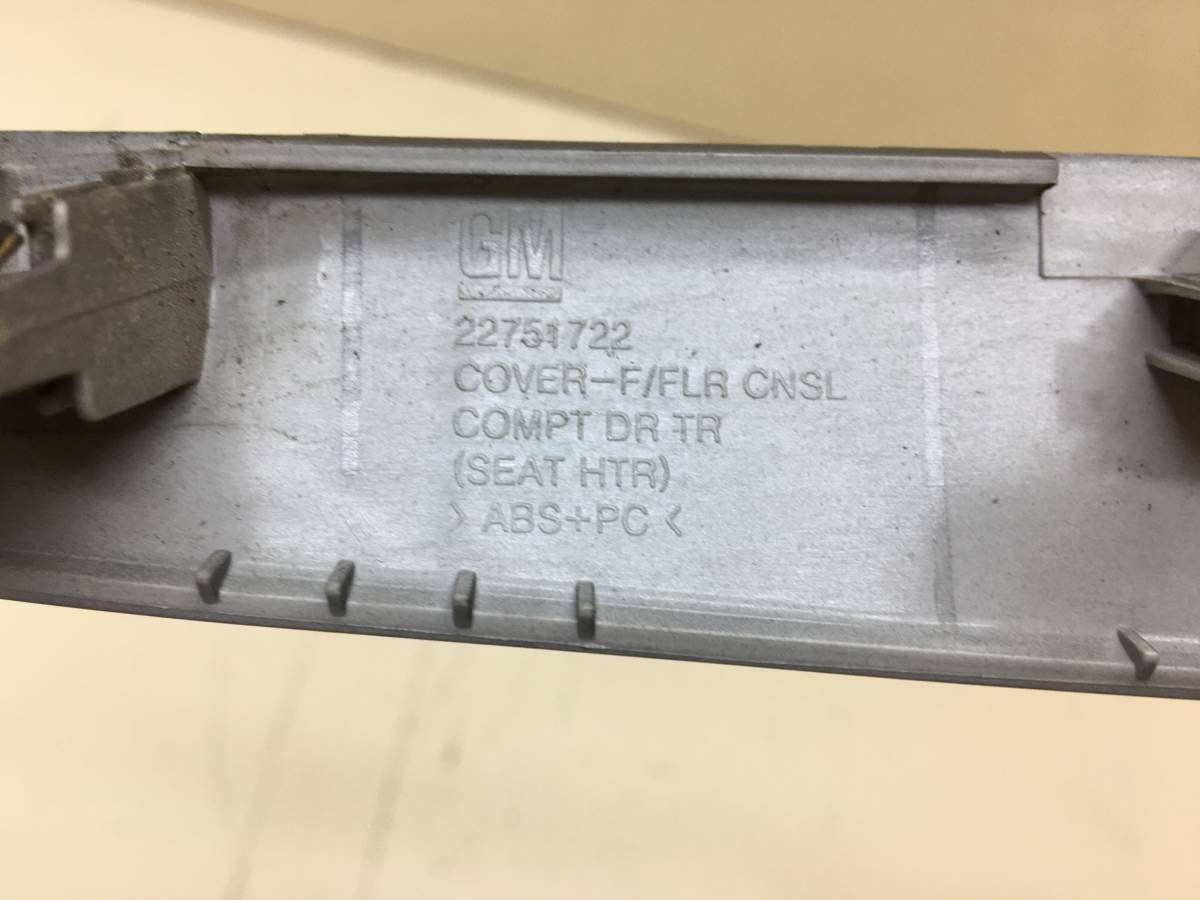 GM
22751722
COVER-F/FLR CNSL
COMPT DR TR
(SEAT HTR)
> ABS+PC <